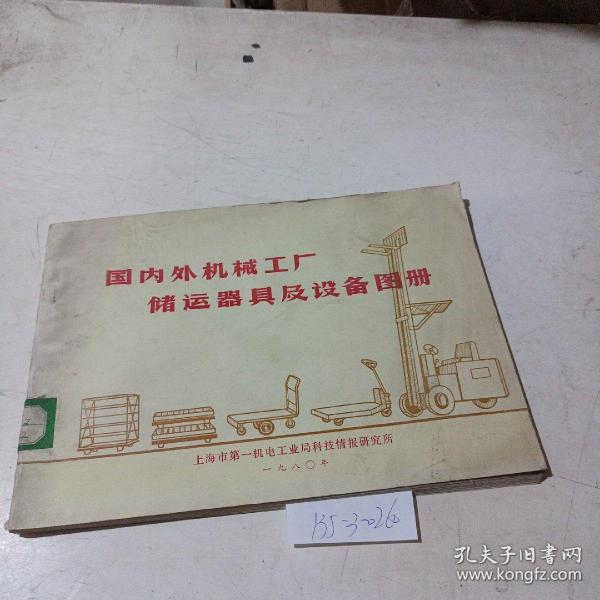 国内外机械工厂
储运器具及设备图册
上海市第一机电工业局科技情报研究所
一九八〇年
孔夫子旧书网
www.kongfz.com